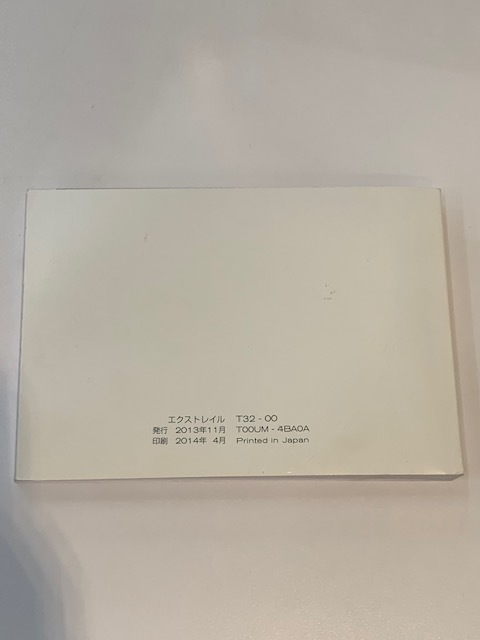 エクストレイル T32-00
発行 2013年11月 T00UM-4BA0A
印刷 2014年 4月 Printed in Japan